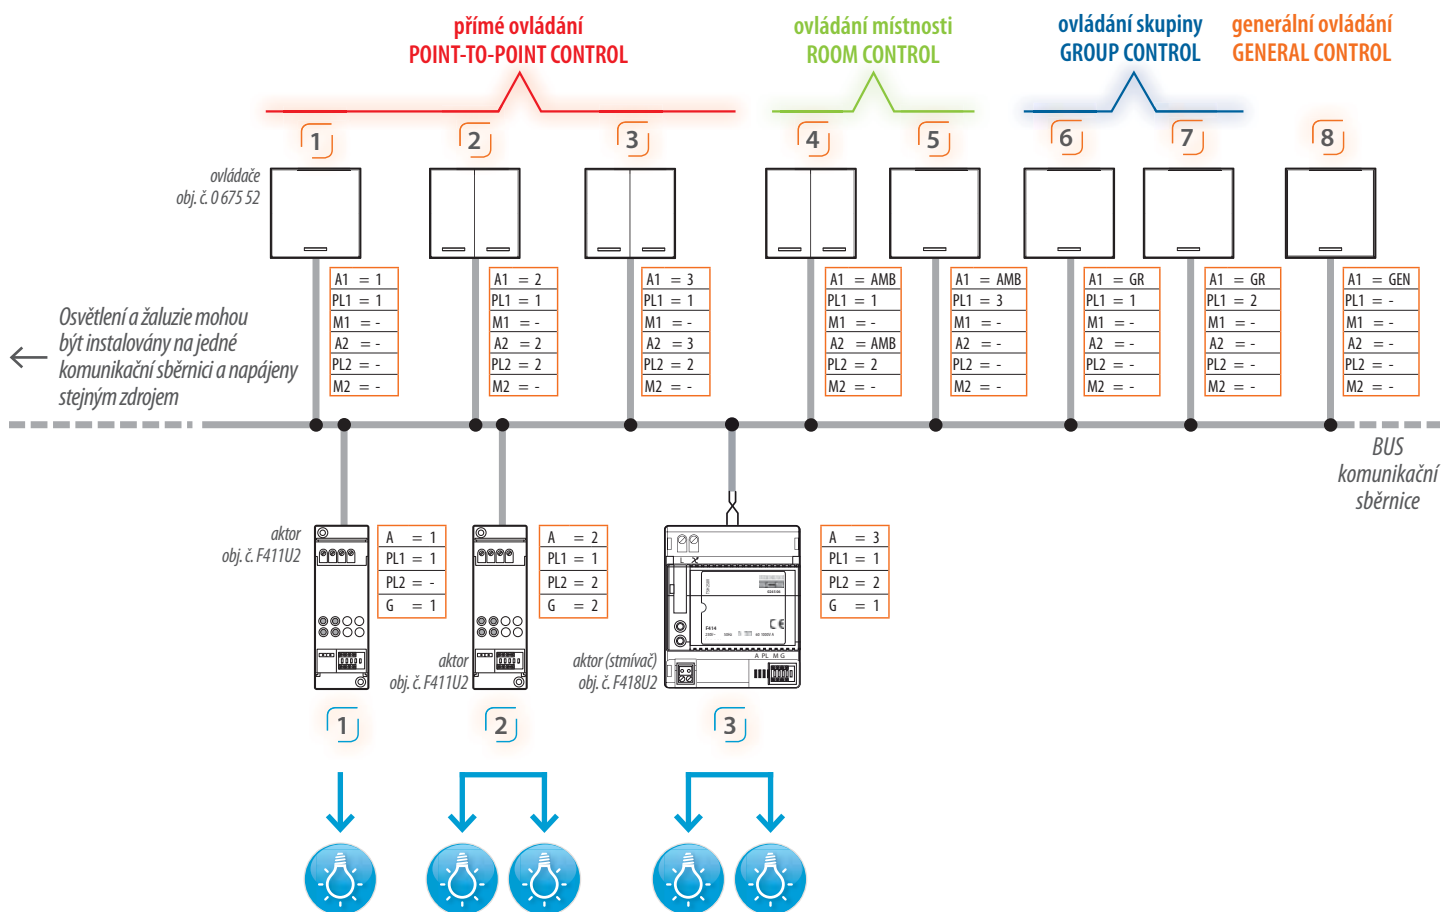 přímé ovládání
POINT-TO-POINT CONTROL
ovládání místnosti
ROOM CONTROL
ovládání skupiny
GROUP CONTROL
generální ovládání
GENERAL CONTROL
1
2
3
4
5
6
7
8
ovládače
obj. č. 0 675 52
A1 = 1
PL1 = 1
M1 = -
A2 = -
PL2 = -
M2 = -
A1 = 2
PL1 = 1
M1 = -
A2 = 2
PL2 = 2
M2 = -
A1 = 3
PL1 = 1
M1 = -
A2 = 3
PL2 = 2
M2 = -
A1 = AMB
PL1 = 1
M1 = -
A2 = AMB
PL2 = 2
M2 = -
A1 = AMB
PL1 = 3
M1 = -
A2 = -
PL2 = -
M2 = -
A1 = GR
PL1 = 1
M1 = -
A2 = -
PL2 = -
M2 = -
A1 = GR
PL1 = 2
M1 = -
A2 = -
PL2 = -
M2 = -
A1 = GEN
PL1 = -
M1 = -
A2 = -
PL2 = -
M2 = -
Osvětlení a žaluzie mohou
být instalovány na jedné
komunikační sběrnici a napájeny
stejným zdrojem
BUS
komunikační
sběrnice
aktor
obj. č. F411U2
A = 1
PL1 = 1
PL2 = -
G = 1
aktor
obj. č. F411U2
A = 2
PL1 = 1
PL2 = 2
G = 2
aktor (stmívač)
obj. č. F418U2
L
F414
230V~
50Hz
CE
A PL M G
A = 3
PL1 = 1
PL2 = 2
G = 1
1
2
3